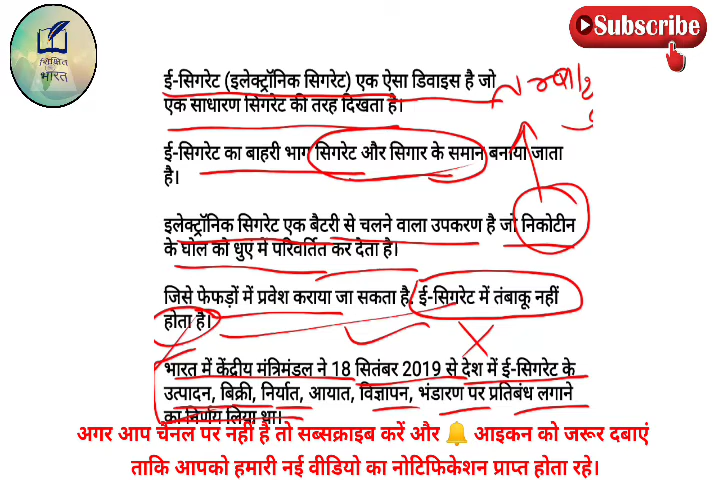 शिक्षित
भारत
Subscribe
ई-सिगरेट (इलेक्ट्रॉनिक सिगरेट) एक ऐसा डिवाइस है जो
एक साधारण सिगरेट की तरह दिखता है।
ई-सिगरेट का बाहरी भाग सिगरेट और सिगार के समान बनाया जाता
है।
इलेक्ट्रॉनिक सिगरेट एक बैटरी से चलने वाला उपकरण है जो निकोटीन
के घोल को धुए में परिवर्तित कर देता है।
जिसे फेफड़ों में प्रवेश कराया जा सकता है. ई-सिगरेट में तंबाकू नहीं
होता है।
भारत में केंद्रीय मंत्रिमंडल ने 18 सितंबर 2019 से देश में ई-सिगरेट के
उत्पादन, बिक्री, निर्यात, आयात, विज्ञापन, भंडारण पर प्रतिबंध लगाने
का निर्णय लिया था।
अगर आप चैनल पर नही है तो सब्सक्राइब करें और आइकन को जरूर दबाएं
ताकि आपको हमारी नई वीडियो का नोटिफिकेशन प्राप्त होता रहे।